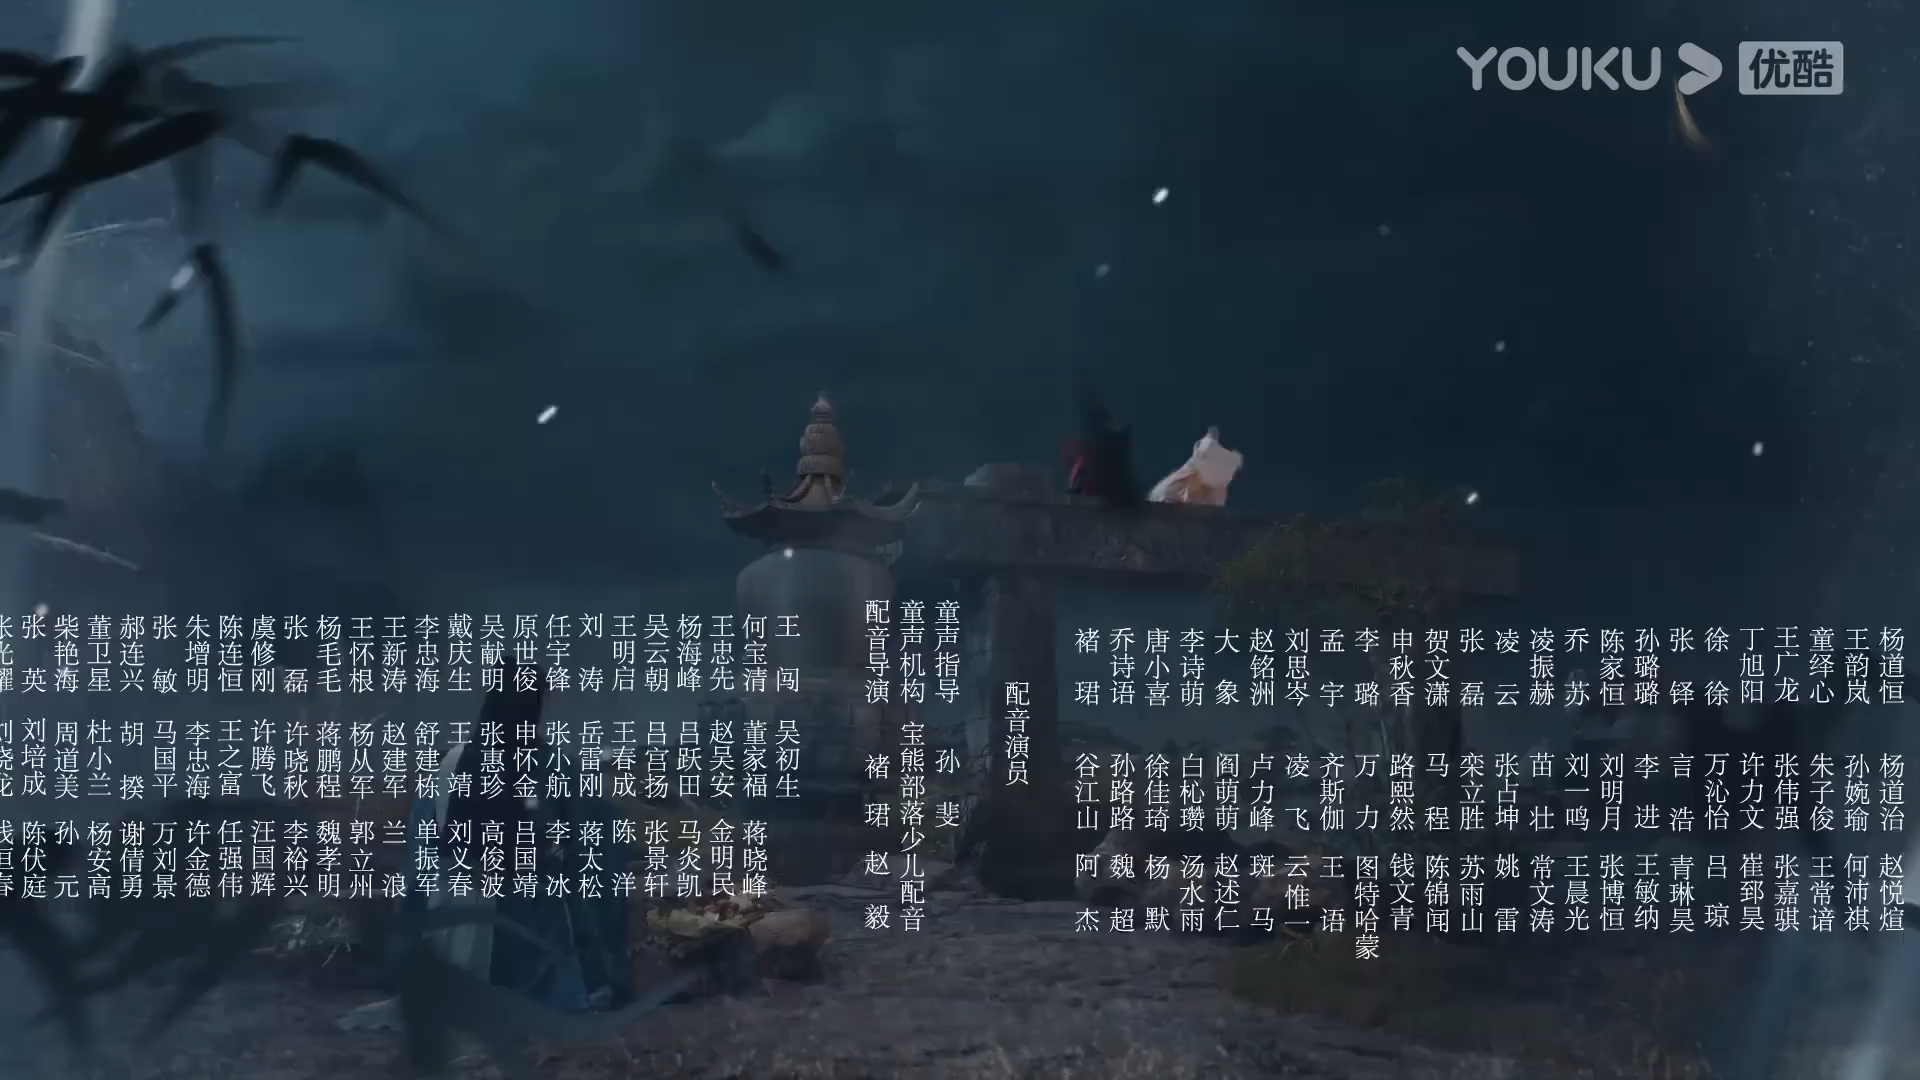 YOUKU 优酷
杨道恒 杨道治 赵悦煊
王韵岚 孙婉瑜 何沛祺
童绎心 朱子俊 王常谙
王广龙 张伟强 张嘉骐
丁旭阳 许力文 崔郅昊
徐徐 万沁怡 吕琼
张铎 言浩 青琳昊
孙璐璐 李进 王敏纳
陈家恒 刘明月 张博恒
乔苏 刘一鸣 王晨光
凌振赫 苗壮 常文涛
凌云 张占坤 姚雷
张磊 栾立胜 苏雨山
贺文潇 马程 陈锦闻
申秋香 路熙然 钱文青
李璐 万力 图特哈蒙
孟宇 齐斯伽 王语
刘思岑 凌飞 云惟一
赵铭洲 卢力峰 斑马
大象 阎萌萌 赵述仁
李诗萌 白杺瓒 汤水雨
唐小喜 徐佳琦 杨默
乔诗语 孙路路 魏超
褚珺 谷江山 阿杰
配音演员
童声指导 孙斐
童声机构 宝熊部落少儿配音
配音导演 褚珺 赵毅
王闯 吴初生
何宝清 董家福 蒋晓峰
王忠先 赵吴安 金明民
杨海峰 吕跃田 马炎凯
吴云朝 吕宫扬 张景轩
王明启 王春成 陈洋
刘涛 岳雷刚 蒋太松
任宇锋 张小航 李冰
原世俊 申怀金 吕国靖
吴献明 张惠珍 高俊波
戴庆生 王靖 刘义春
李忠海 舒建栋 单振军
王新涛 赵建军 兰浪
王怀根 杨从军 郭立州
杨毛毛 蒋鹏程 魏孝明
张磊 许晓秋 李裕兴
虞修刚 许腾飞 汪国辉
陈连恒 王之富 任强伟
朱增明 李忠海 许金德
张敏 马国平 万刘景
郝连兴 胡揆 谢倩勇
董卫星 杜小兰 杨安高
柴艳海 周道美 孙元
张英 刘培成 陈伏庭